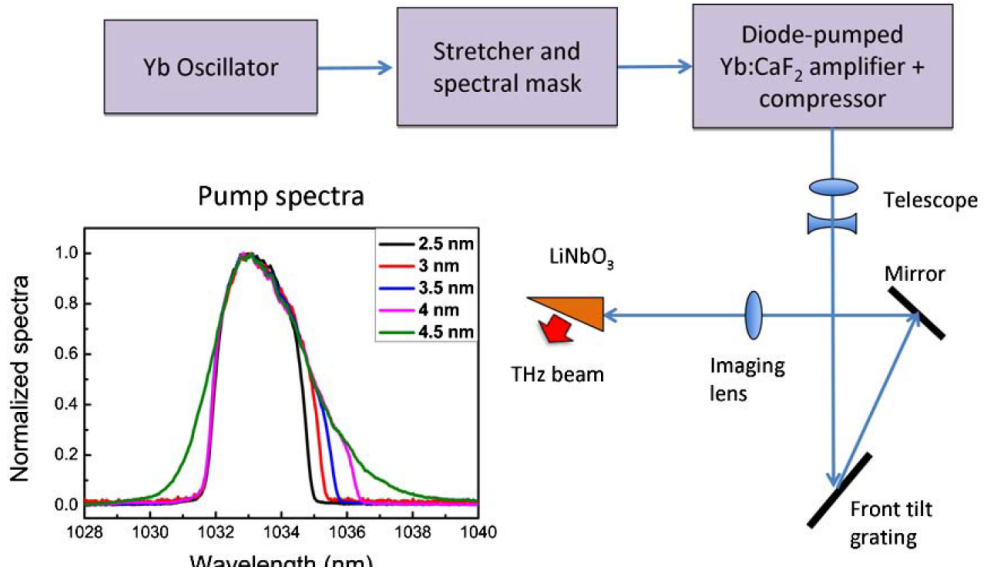 Yb Oscillator
Stretcher and
spectral mask
Diode-pumped
Yb:CaF₂ amplifier +
compressor
Telescope
Mirror
LiNbO₃
THz beam
Imaging
lens
Front tilt
grating
Pump spectra
2.5 nm
3 nm
3.5 nm
4 nm
4.5 nm
Normalized spectra
1.0
0.8
0.6
0.4
0.2
0.0
1028 1030 1032 1034 1036 1038 1040
Wavelength (nm)